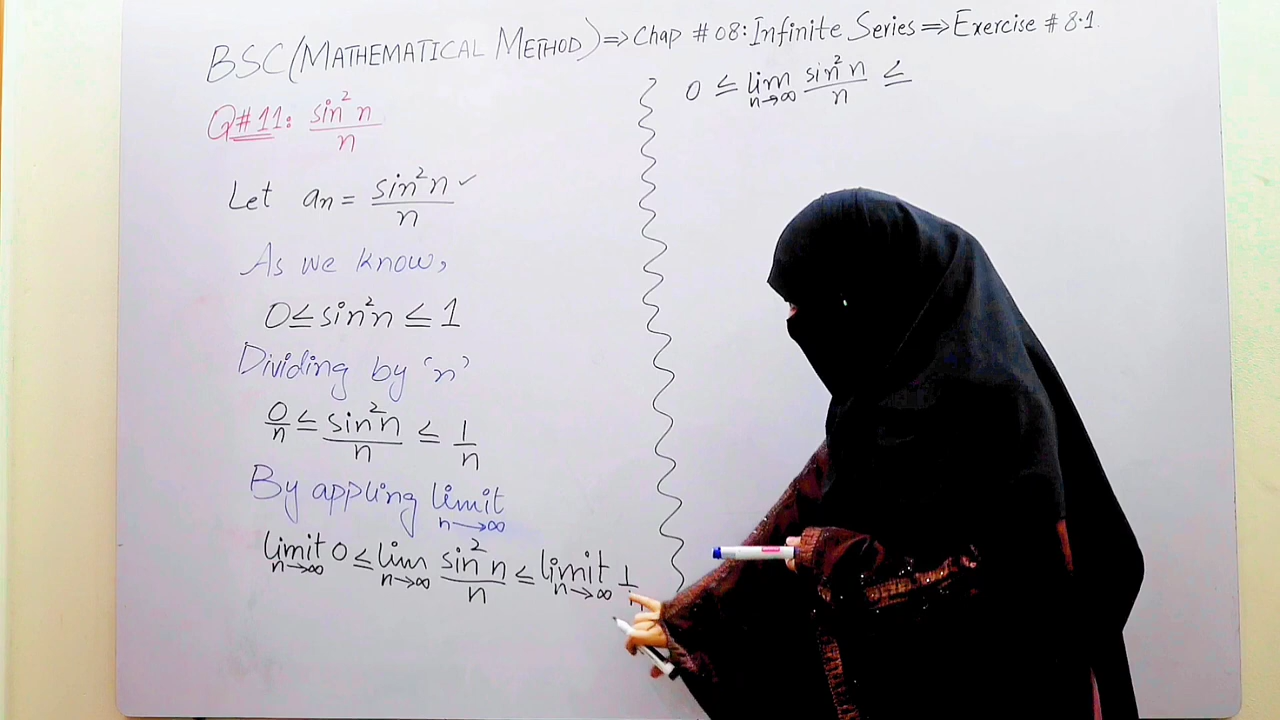 BSC(MATHEMATICAL METHOD)⇒Chap # 08: Infinite Series⇒Exercise # 8.1.
Q#11: sin²n/n
Let aₙ = sin²n/n ✓
As we know,
0≤sin²n≤1
Dividing by 'n'
0/n ≤ sin²n/n ≤ 1/n
By appling limit n→∞
limit n→∞ 0 ≤ lim n→∞ sin²n/n ≤ limit n→∞ 1/n
0 ≤ lim n→∞ sin²n/n ≤